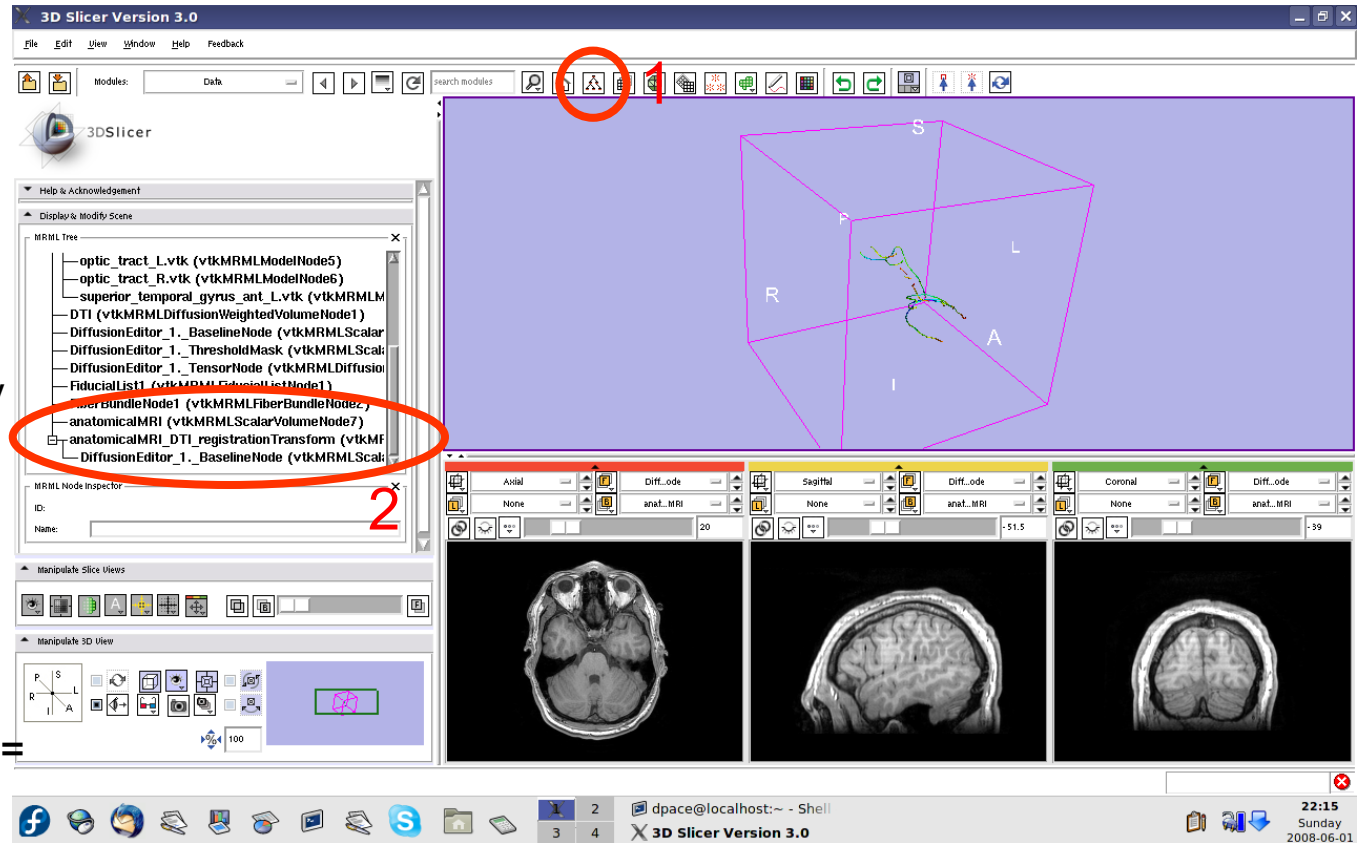 3D Slicer Version 3.0
File Edit View Window Help Feedback
Modules: Data search modules
1
3DSlicer
Help & Acknowledgement
Display & Modify Scene
MRML Tree
optic_tract_L.vtk (vtkMRMLModelNode5)
optic_tract_R.vtk (vtkMRMLModelNode6)
superior_temporal_gyrus_ant_L.vtk (vtkMRMLM
DTI (vtkMRMLDiffusionWeightedVolumeNode1)
DiffusionEditor_1._BaselineNode (vtkMRMLScalar
DiffusionEditor_1._ThresholdMask (vtkMRMLScala
DiffusionEditor_1._TensorNode (vtkMRMLDiffusion
FiducialList1 (vtkMRMLFiducialListNode1)
FiberBundleNode1 (vtkMRMLFiberBundleNode2)
anatomicalMRI (vtkMRMLScalarVolumeNode7)
anatomicalMRI_DTI_registrationTransform (vtkMR
DiffusionEditor_1._BaselineNode (vtkMRMLScala
MRML Node Inspector
2
ID:
Name:
Manipulate Slice Views
Manipulate 3D View
P S
R L
I A
100
=
S
P
L
R
A
I
Axial Diff...ode
None anat...MRI
20
Sagittal Diff...ode
None anat...MRI
-51.5
Coronal Diff...ode
None anat...MRI
-39
1 2
3 4
dpace@localhost:~ - Shell
3D Slicer Version 3.0
22:15
Sunday
2008-06-01